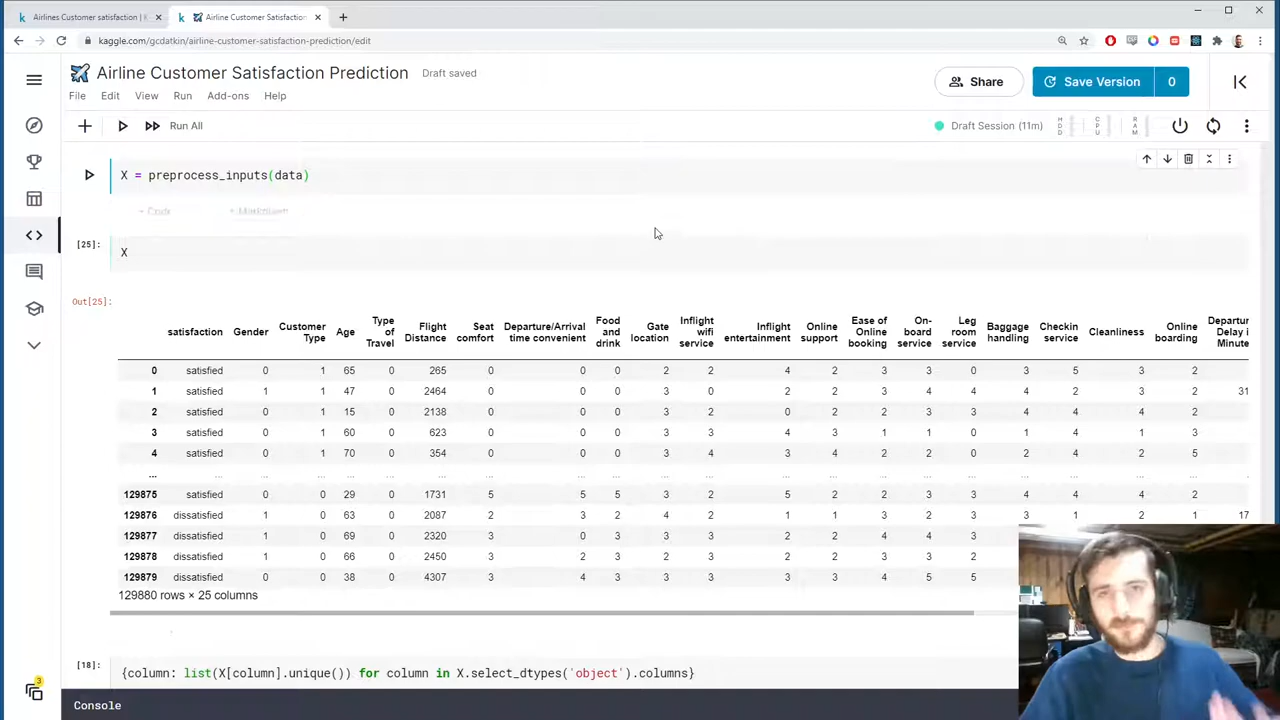 Airlines Customer satisfaction | K
Airline Customer Satisfaction
kaggle.com/gcdatkin/airline-customer-satisfaction-prediction/edit
Airline Customer Satisfaction Prediction
Draft saved
File Edit View Run Add-ons Help
Share
Save Version 0
Run All
Draft Session (11m)
HDD
CPU
RAM
X = preprocess_inputs(data)
+ Code + Markdown
[25]:
X
Out[25]:
satisfaction Gender Customer Type Age Type of Travel Flight Distance Seat comfort Departure/Arrival time convenient Food and drink Gate location Inflight wifi service Inflight entertainment Online support Ease of Online booking On-board service Leg room service Baggage handling Checkin service Cleanliness Online boarding Departur Delay i Minute
0 satisfied 0 1 65 0 265 0 0 0 2 2 4 2 3 3 0 3 5 3 2
1 satisfied 1 1 47 0 2464 0 0 0 3 0 2 2 3 4 4 4 2 3 2 31
2 satisfied 0 1 15 0 2138 0 0 0 3 2 0 2 2 3 3 4 4 4 2
3 satisfied 0 1 60 0 623 0 0 0 3 3 4 3 1 1 0 1 4 1 3
4 satisfied 0 1 70 0 354 0 0 0 3 4 3 4 2 2 0 2 4 2 5
... ... ... ... ... ... ... ... ... ... ... ... ... ... ... ... ... ... ... ... ... ...
129875 satisfied 0 0 29 0 1731 5 5 5 3 2 5 2 2 3 3 4 4 4 2
129876 dissatisfied 1 0 63 0 2087 2 3 2 4 2 1 1 3 2 3 3 1 2 1 17
129877 dissatisfied 1 0 69 0 2320 3 0 3 3 3 2 2 4 4 3
129878 dissatisfied 1 0 66 0 2450 3 2 3 2 3 2 2 3 3 2
129879 dissatisfied 0 0 38 0 4307 3 4 3 3 3 3 3 4 5 5
129880 rows × 25 columns
[18]:
{column: list(X[column].unique()) for column in X.select_dtypes('object').columns}
3
Console